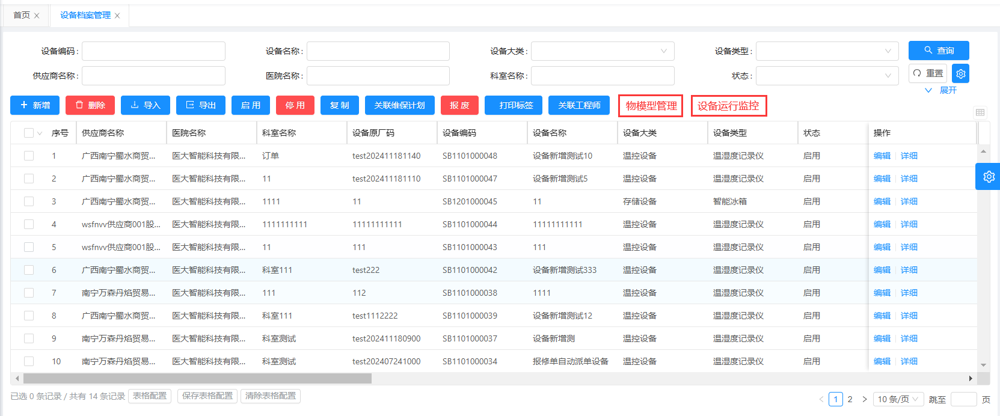 首页 × 设备档案管理 ×
设备编码: 设备名称: 设备大类: 设备类型: 查询
供应商名称: 医院名称: 科室名称: 状态: 重置
展开
新增 删除 导入 导出 启用 停用 复制 关联维保计划 报废 打印标签 关联工程师 物模型管理 设备运行监控
序号 供应商名称 医院名称 科室名称 设备原厂码 设备编码 设备名称 设备大类 设备类型 状态 操作
1 广西南宁蜀水商贸... 医大智能科技有限... 订单 test202411181140 SB1101000048 设备新增测试10 温控设备 温湿度记录仪 启用 编辑 详细
2 广西南宁蜀水商贸... 医大智能科技有限... 11 test202411181110 SB1101000047 设备新增测试5 温控设备 温湿度记录仪 启用 编辑 详细
3 广西南宁蜀水商贸... 医大智能科技有限... 1111 11 SB1201000045 11 存储设备 智能冰箱 启用 编辑 详细
4 wsfnvv供应商001股... 医大智能科技有限... 1111111111 11111111111 SB1101000044 11111111111 温控设备 温湿度记录仪 启用 编辑 详细
5 wsfnvv供应商001股... 医大智能科技有限... 11 111 SB1101000043 111 温控设备 温湿度记录仪 启用 编辑 详细
6 广西南宁蜀水商贸... 医大智能科技有限... 科室111 test222 SB1101000042 设备新增测试333 温控设备 温湿度记录仪 启用 编辑 详细
7 南宁万森丹焰贸易... 医大智能科技有限... 111 112 SB1101000038 1111 温控设备 温湿度记录仪 启用 编辑 详细
8 广西南宁蜀水商贸... 医大智能科技有限... 科室111 test1112222 SB1101000039 设备新增测试12 温控设备 温湿度记录仪 启用 编辑 详细
9 南宁万森丹焰贸易... 医大智能科技有限... 科室测试 test202411180900 SB1101000037 设备新增测 温控设备 温湿度记录仪 启用 编辑 详细
10 南宁万森丹焰贸易... 医大智能科技有限... 科室测试 test202407241000 SB1101000034 报修单自动派单设备 温控设备 温湿度记录仪 启用 编辑 详细
已选 0 条记录 / 共有 14 条记录 表格配置 保存表格配置 清除表格配置 < 1 2 > 10 条/页 跳至 页